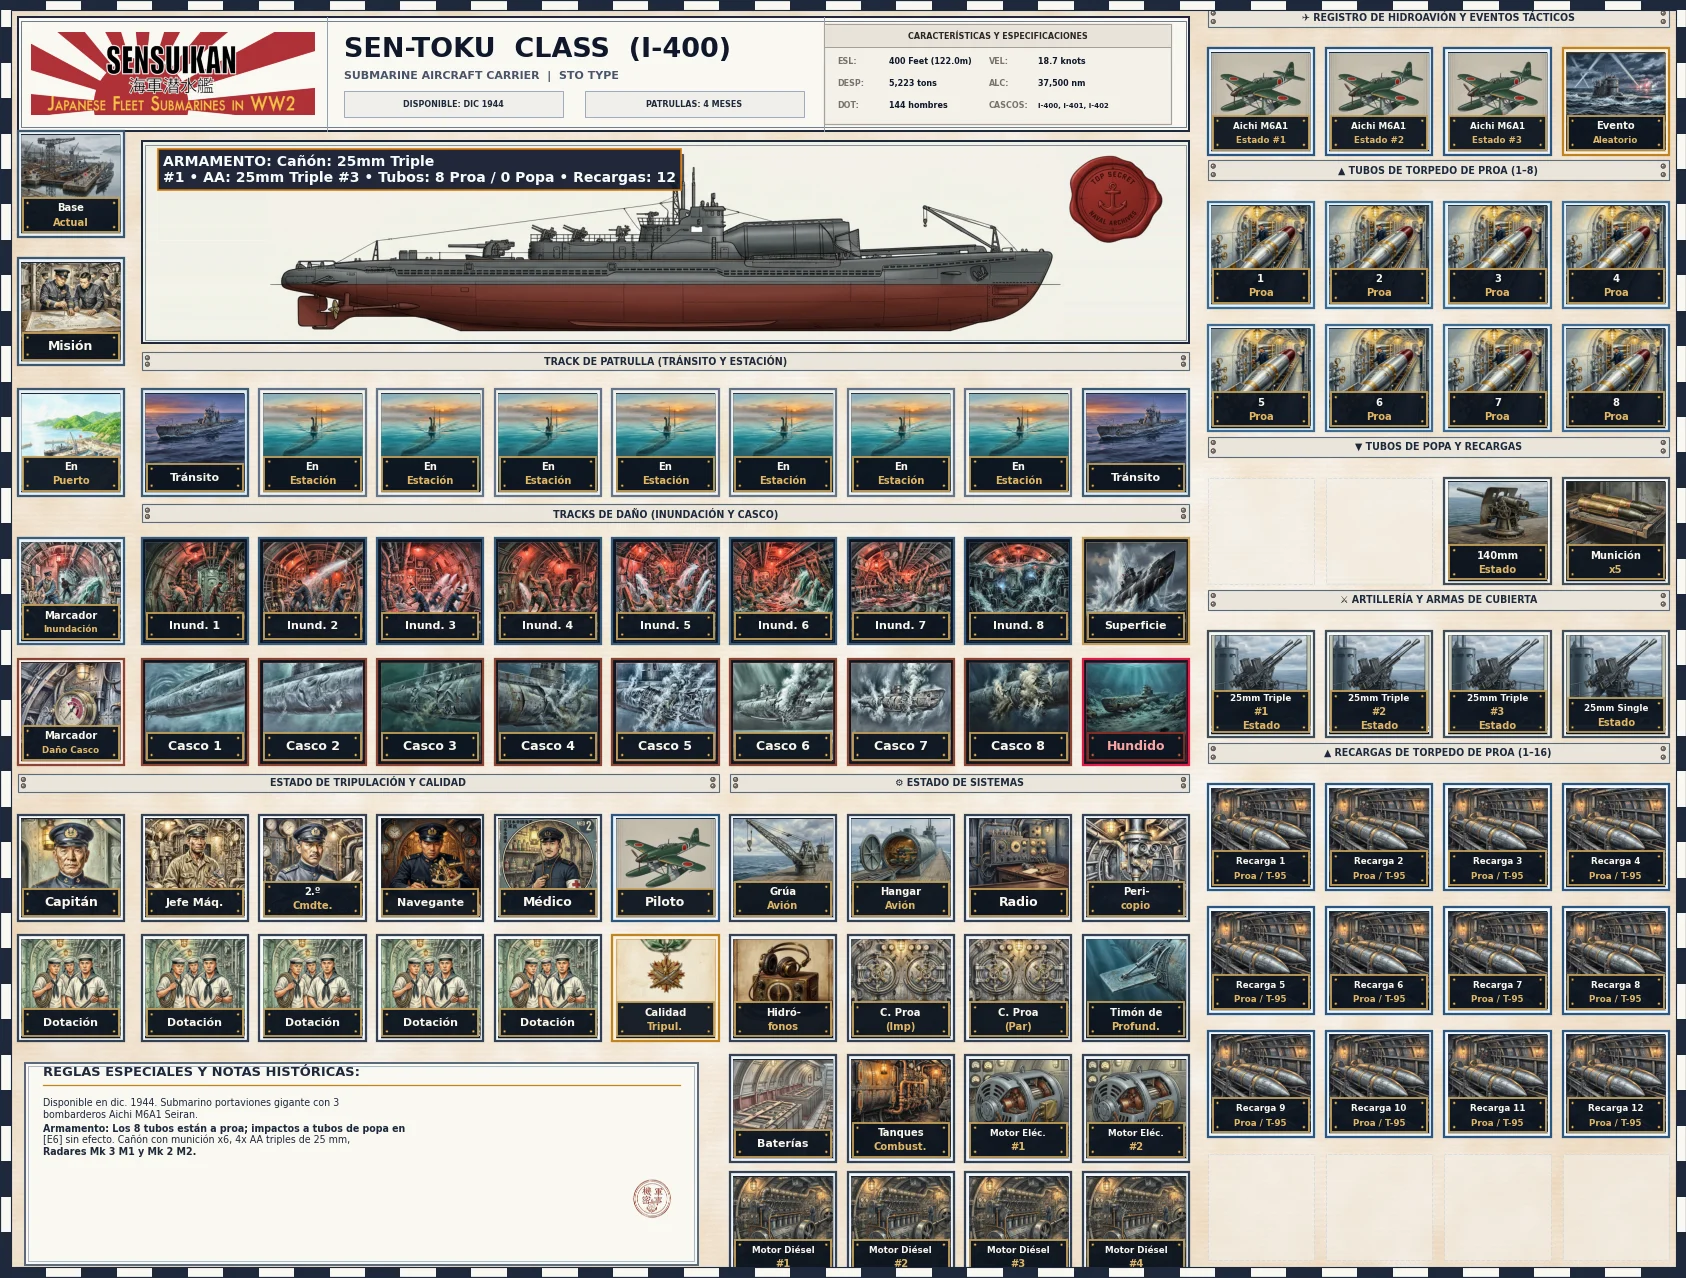 SENSUIKAN
海軍潜水艦
JAPANESE FLEET SUBMARINES IN WW2
SEN-TOKU CLASS (I-400)
SUBMARINE AIRCRAFT CARRIER | STO TYPE
DISPONIBLE: DIC 1944
PATRULLAS: 4 MESES
CARACTERÍSTICAS Y ESPECIFICACIONES
ESL: 400 Feet (122.0m) VEL: 18.7 knots
DESP: 5,223 tons ALC: 37,500 nm
DOT: 144 hombres CASCOS: I-400, I-401, I-402
Base
Actual
Misión
ARMAMENTO: Cañón: 25mm Triple
#1 • AA: 25mm Triple #3 • Tubos: 8 Proa / 0 Popa • Recargas: 12
TOP SECRET
NAVAL ARCHIVES
TRACK DE PATRULLA (TRÁNSITO Y ESTACIÓN)
En
Puerto
Tránsito
En
Estación
En
Estación
En
Estación
En
Estación
En
Estación
En
Estación
En
Estación
Tránsito
TRACKS DE DAÑO (INUNDACIÓN Y CASCO)
Marcador
Inundación
Inund. 1
Inund. 2
Inund. 3
Inund. 4
Inund. 5
Inund. 6
Inund. 7
Inund. 8
Superficie
Marcador
Daño Casco
Casco 1
Casco 2
Casco 3
Casco 4
Casco 5
Casco 6
Casco 7
Casco 8
Hundido
ESTADO DE TRIPULACIÓN Y CALIDAD
Capitán
Jefe Máq.
2.º
Cmdte.
Navegante
Médico
Piloto
Dotación
Dotación
Dotación
Dotación
Dotación
Calidad
Tripul.
⚙ ESTADO DE SISTEMAS
Grúa
Avión
Hangar
Avión
Radio
Peri-
copio
Hidró-
fonos
C. Proa
(Imp)
C. Proa
(Par)
Timón de
Profund.
Baterías
Tanques
Combust.
Motor Eléc.
#1
Motor Eléc.
#2
Motor Diésel
#1
Motor Diésel
#2
Motor Diésel
#3
Motor Diésel
#4
REGLAS ESPECIALES Y NOTAS HISTÓRICAS:
Disponible en dic. 1944. Submarino portaviones gigante con 3
bombarderos Aichi M6A1 Seiran.
Armamento: Los 8 tubos están a proa; impactos a tubos de popa en
[E6] sin efecto. Cañón con munición x6, 4x AA triples de 25 mm,
Radares Mk 3 M1 y Mk 2 M2.
✈ REGISTRO DE HIDROAVIÓN Y EVENTOS TÁCTICOS
Aichi M6A1
Estado #1
Aichi M6A1
Estado #2
Aichi M6A1
Estado #3
Evento
Aleatorio
▲ TUBOS DE TORPEDO DE PROA (1–8)
1
Proa
2
Proa
3
Proa
4
Proa
5
Proa
6
Proa
7
Proa
8
Proa
▼ TUBOS DE POPA Y RECARGAS
140mm
Estado
Munición
x5
⚔ ARTILLERÍA Y ARMAS DE CUBIERTA
25mm Triple
#1
Estado
25mm Triple
#2
Estado
25mm Triple
#3
Estado
25mm Single
Estado
▲ RECARGAS DE TORPEDO DE PROA (1–16)
Recarga 1
Proa / T-95
Recarga 2
Proa / T-95
Recarga 3
Proa / T-95
Recarga 4
Proa / T-95
Recarga 5
Proa / T-95
Recarga 6
Proa / T-95
Recarga 7
Proa / T-95
Recarga 8
Proa / T-95
Recarga 9
Proa / T-95
Recarga 10
Proa / T-95
Recarga 11
Proa / T-95
Recarga 12
Proa / T-95